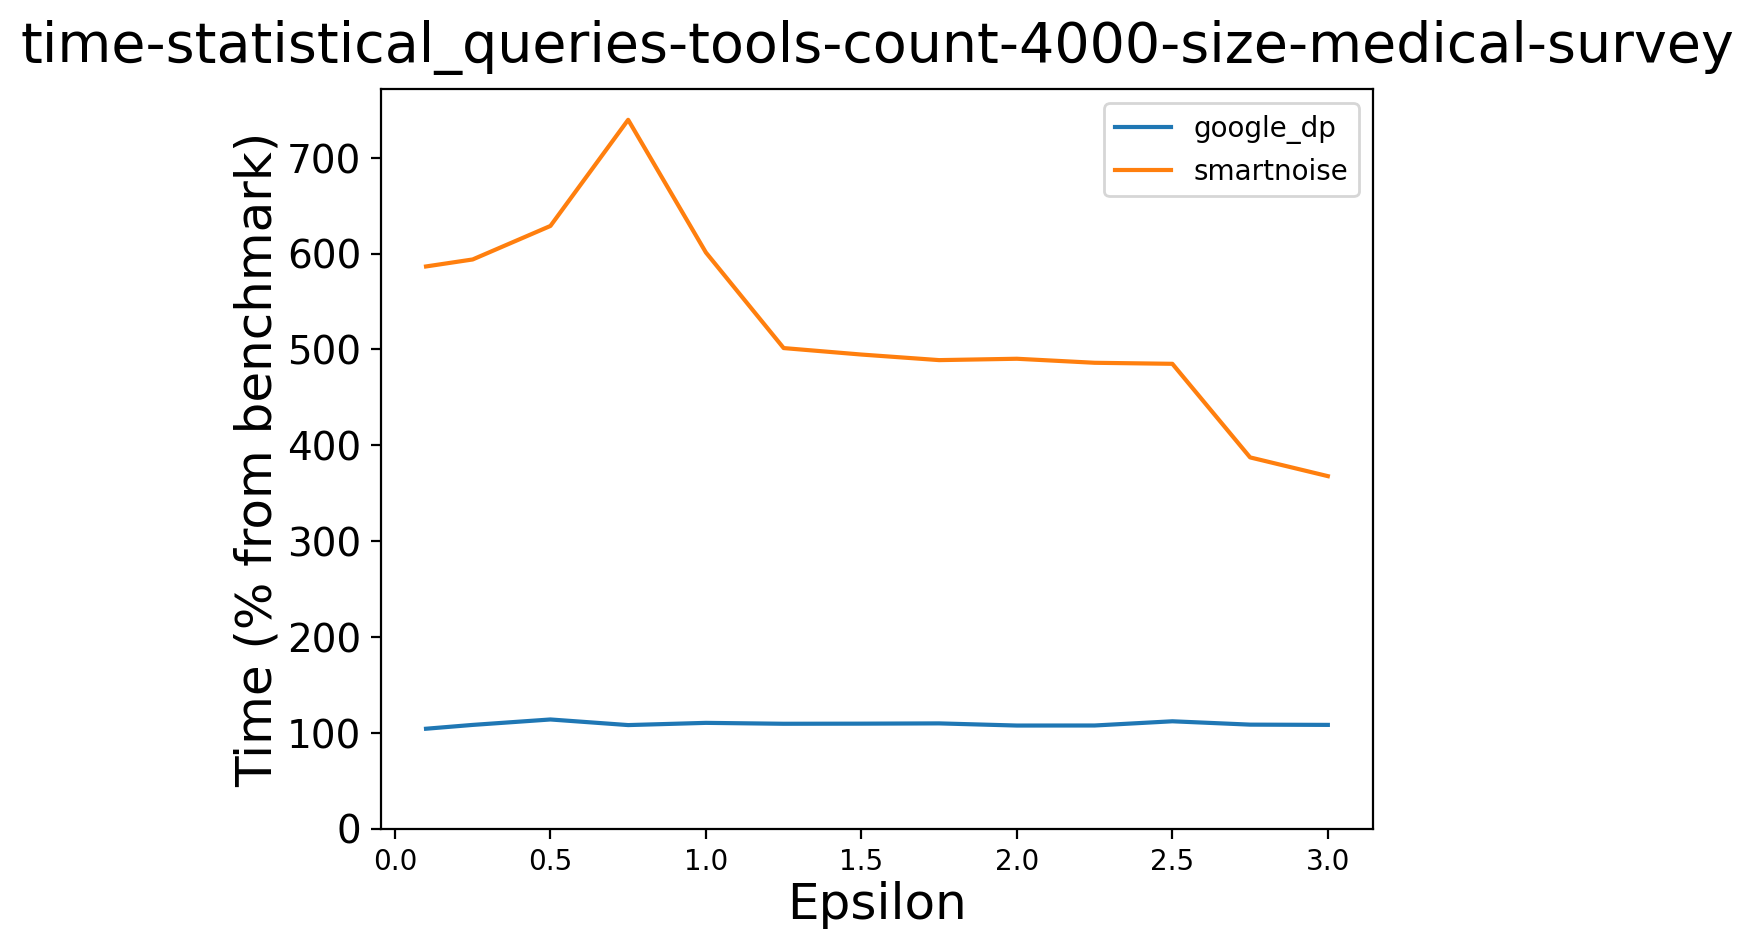 time-statistical_queries-tools-count-4000-size-medical-survey
google_dp
smartnoise
Time (% from benchmark)
700
600
500
400
300
200
100
0
0.0 0.5 1.0 1.5 2.0 2.5 3.0
Epsilon